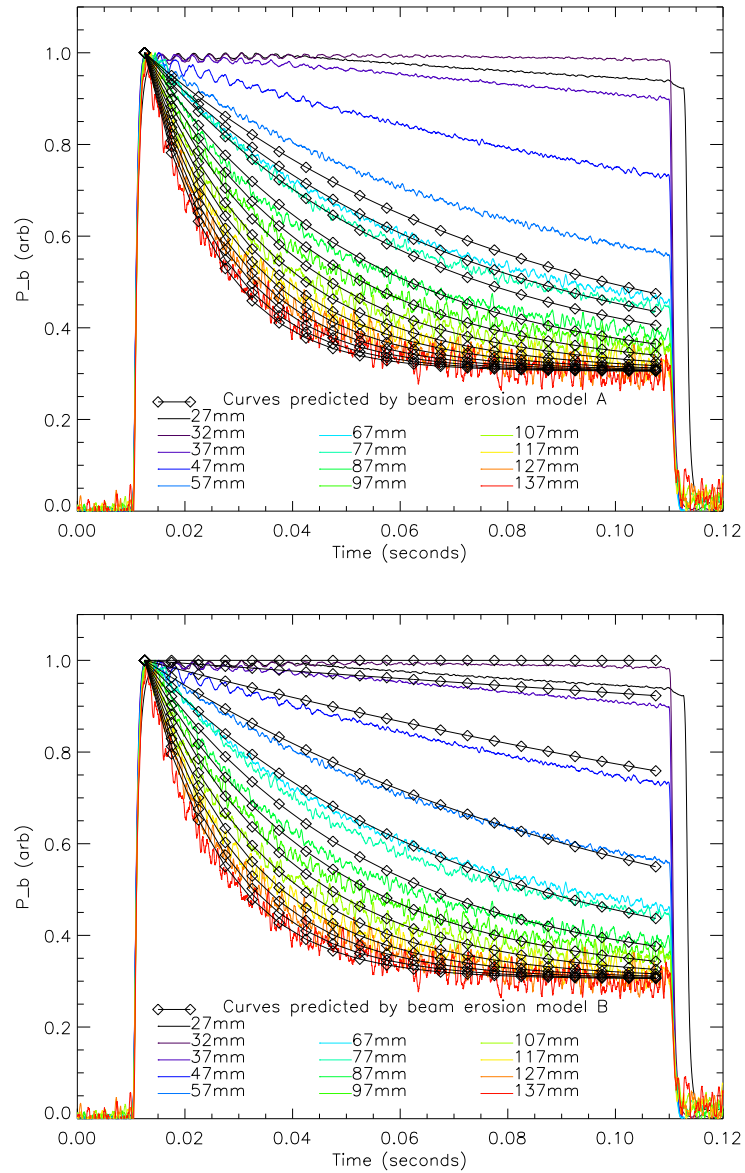 1.0
0.8
0.6
0.4
0.2
0.0
P_b (arb)
Curves predicted by beam erosion model A
27mm
32mm 67mm 107mm
37mm 77mm 117mm
47mm 87mm 127mm
57mm 97mm 137mm
0.00 0.02 0.04 0.06 0.08 0.10 0.12
Time (seconds)
1.0
0.8
0.6
0.4
0.2
0.0
P_b (arb)
Curves predicted by beam erosion model B
27mm
32mm 67mm 107mm
37mm 77mm 117mm
47mm 87mm 127mm
57mm 97mm 137mm
0.00 0.02 0.04 0.06 0.08 0.10 0.12
Time (seconds)